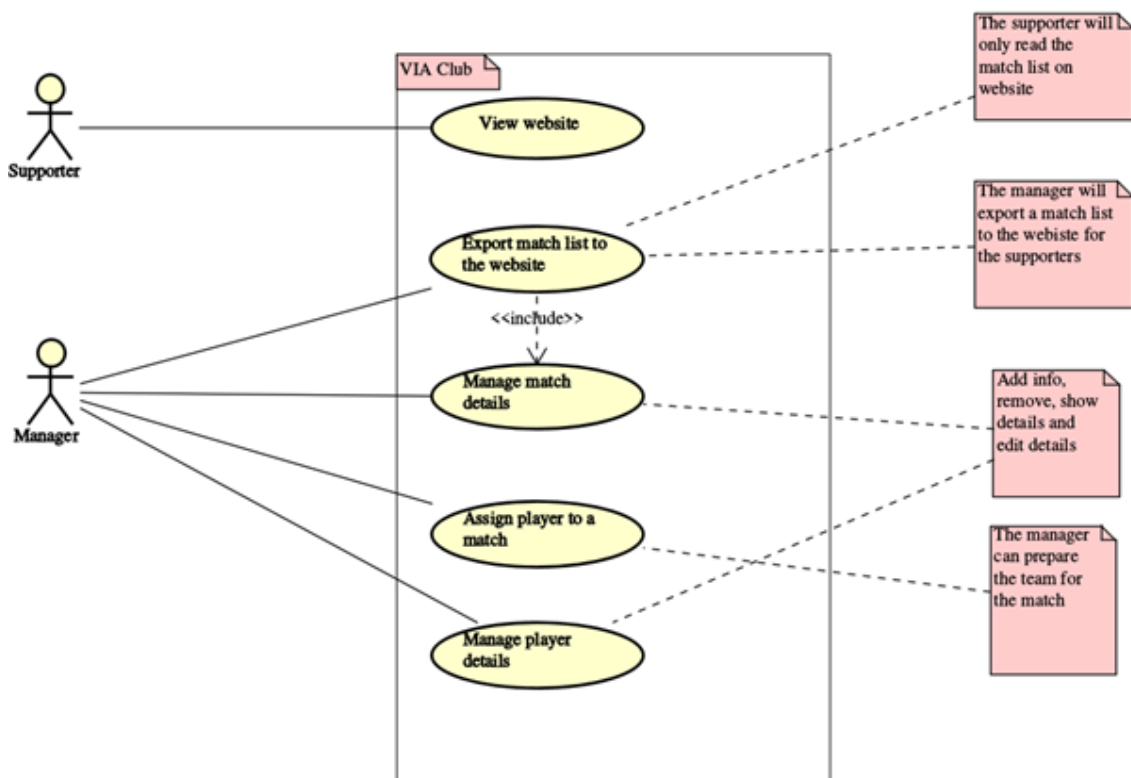 The supporter will
only read the
match list on
website
VIA Club
View website
Supporter
The manager will
export a match list
to the webiste for
the supporters
Export match list to
the website
<<include>>
Manager
Manage match
details
Add info,
remove, show
details and
edit details
Assign player to a
match
The manager
can prepare
the team for
the match
Manage player
details